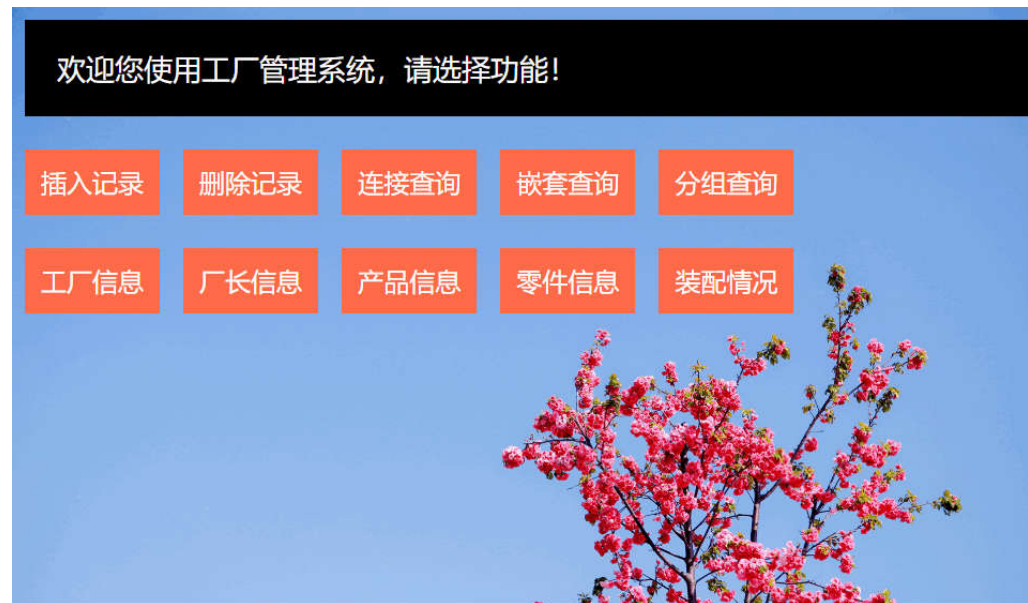 欢迎您使用工厂管理系统，请选择功能！
插入记录 删除记录 连接查询 嵌套查询 分组查询
工厂信息 厂长信息 产品信息 零件信息 装配情况